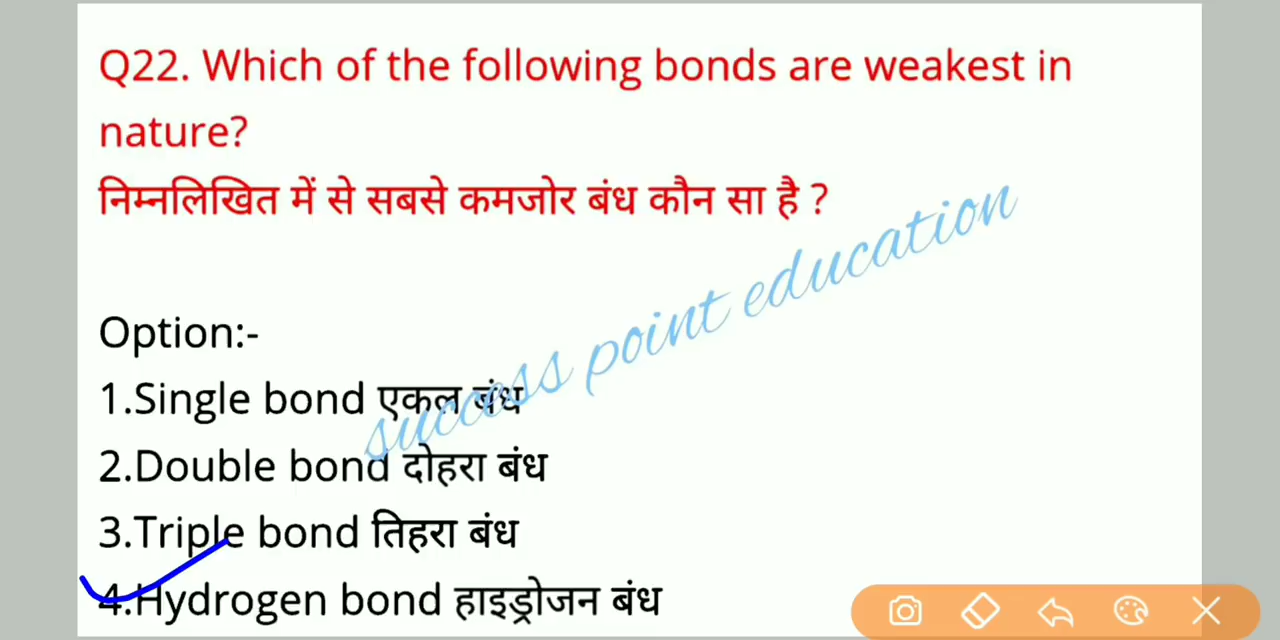 Q22. Which of the following bonds are weakest in
nature?
निम्नलिखित में से सबसे कमजोर बंध कौन सा है ?
success point education
Option:-
1.Single bond एकल बंध
2.Double bond दोहरा बंध
3.Triple bond तिहरा बंध
4.Hydrogen bond हाइड्रोजन बंध